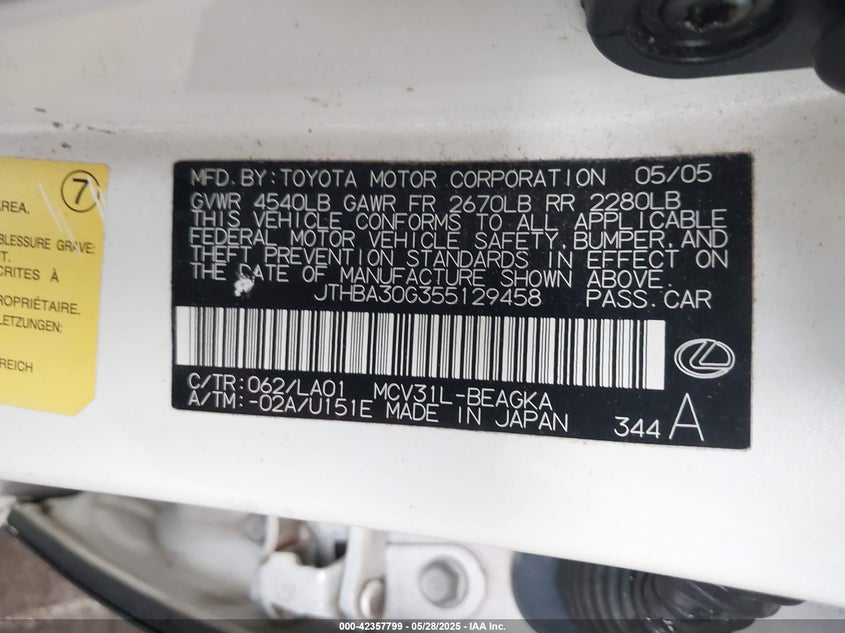 7
AREA.
BLESSURE GRAVE:
CRITES À
PROPRIÉTAIRE.
LETZUNGEN:
REICH
MFD. BY: TOYOTA MOTOR CORPORATION 05/05
GVWR 4540LB GAWR FR 2670LB RR 2280LB
THIS VEHICLE CONFORMS TO ALL APPLICABLE
FEDERAL MOTOR VEHICLE SAFETY, BUMPER, AND
THEFT PREVENTION STANDARDS IN EFFECT ON
THE DATE OF MANUFACTURE SHOWN ABOVE.
JTHBA30G355129458 PASS. CAR
C/TR: 062/LA01 MCV31L-BEAGKA
A/TM: -02A/U151E MADE IN JAPAN 344 A
000-42357799 - 05/28/2025 - IAA Inc.